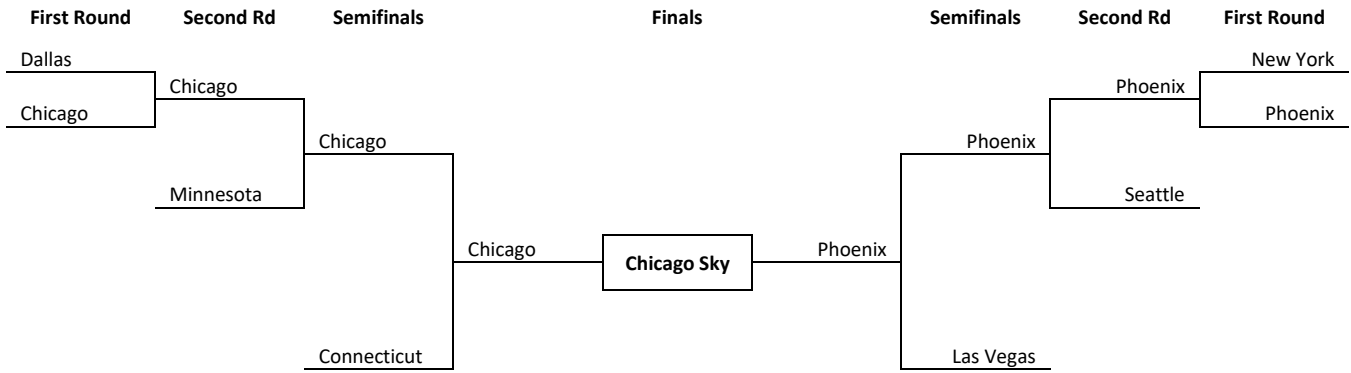 First Round Second Rd Semifinals Finals Semifinals Second Rd First Round
Dallas New York
Chicago Phoenix
Chicago Phoenix
Chicago Phoenix
Minnesota Seattle
Chicago Chicago Sky Phoenix
Connecticut Las Vegas